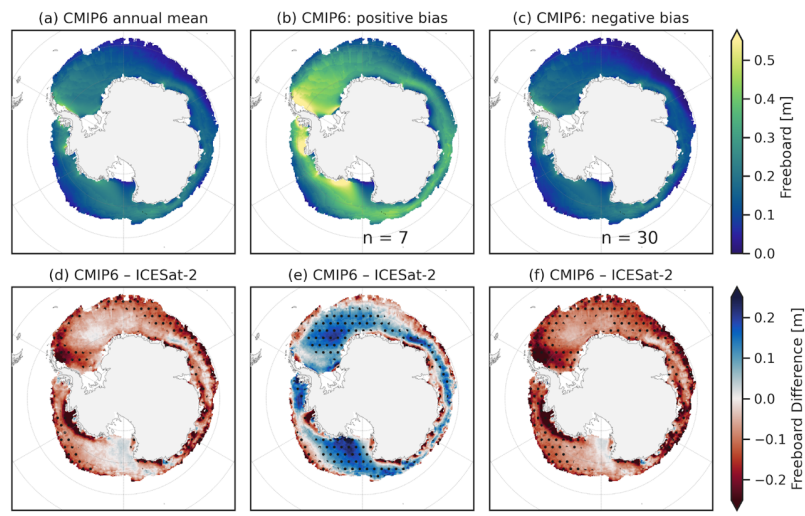 (a) CMIP6 annual mean
(b) CMIP6: positive bias
(c) CMIP6: negative bias
0.5
0.4
0.3
0.2
0.1
0.0
Freeboard [m]
n = 7
n = 30
(d) CMIP6 – ICESat-2
(e) CMIP6 – ICESat-2
(f) CMIP6 – ICESat-2
0.2
0.1
0.0
−0.1
−0.2
Freeboard Difference [m]